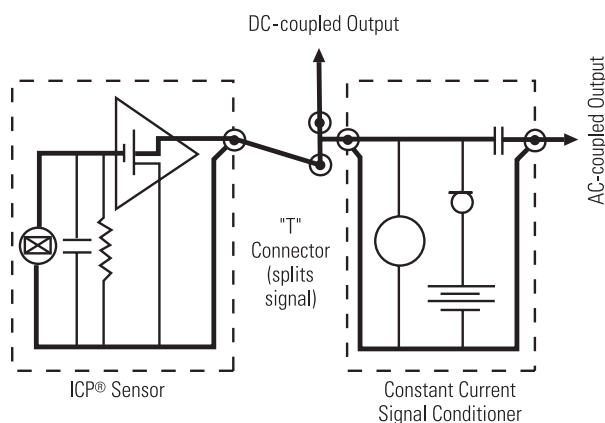 DC-coupled Output
AC-coupled Output
"T"
Connector
(splits
signal)
ICP® Sensor
Constant Current
Signal Conditioner